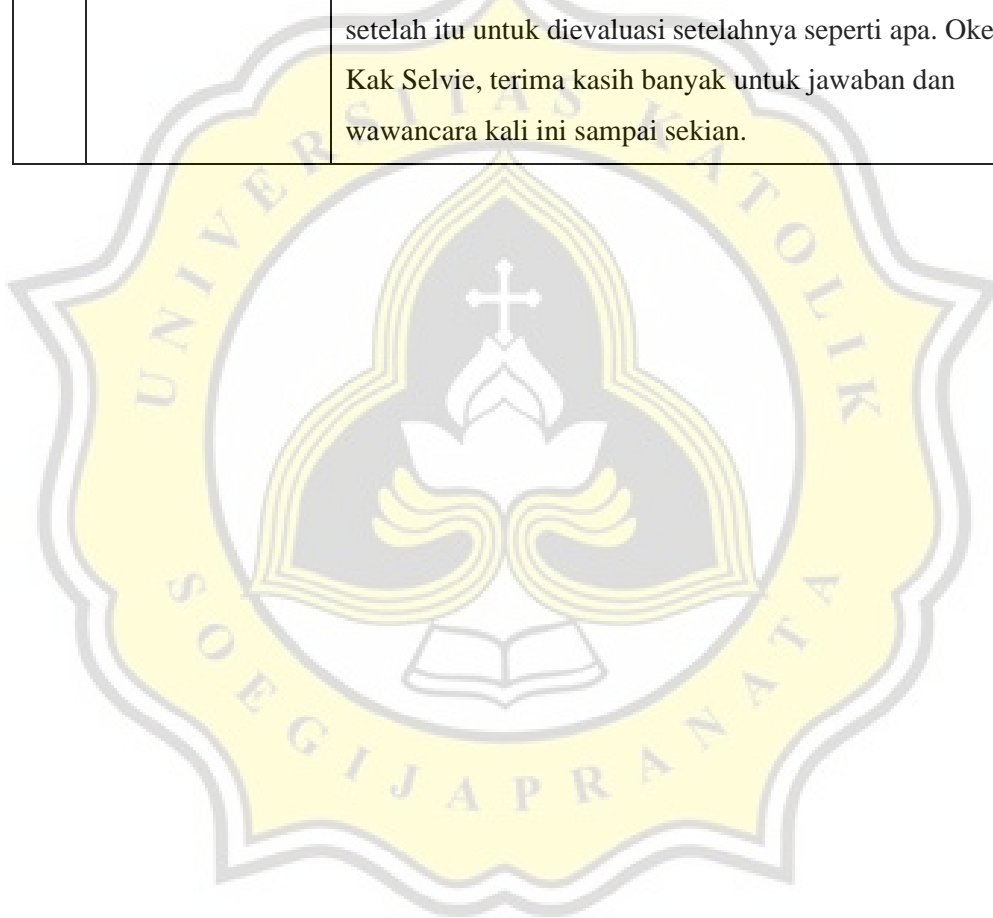 setelah itu untuk dievaluasi setelahnya seperti apa. Oke
Kak Selvie, terima kasih banyak untuk jawaban dan
wawancara kali ini sampai sekian.
UNIVERSITAS KATOLIK
SOEGIJAPRANATA